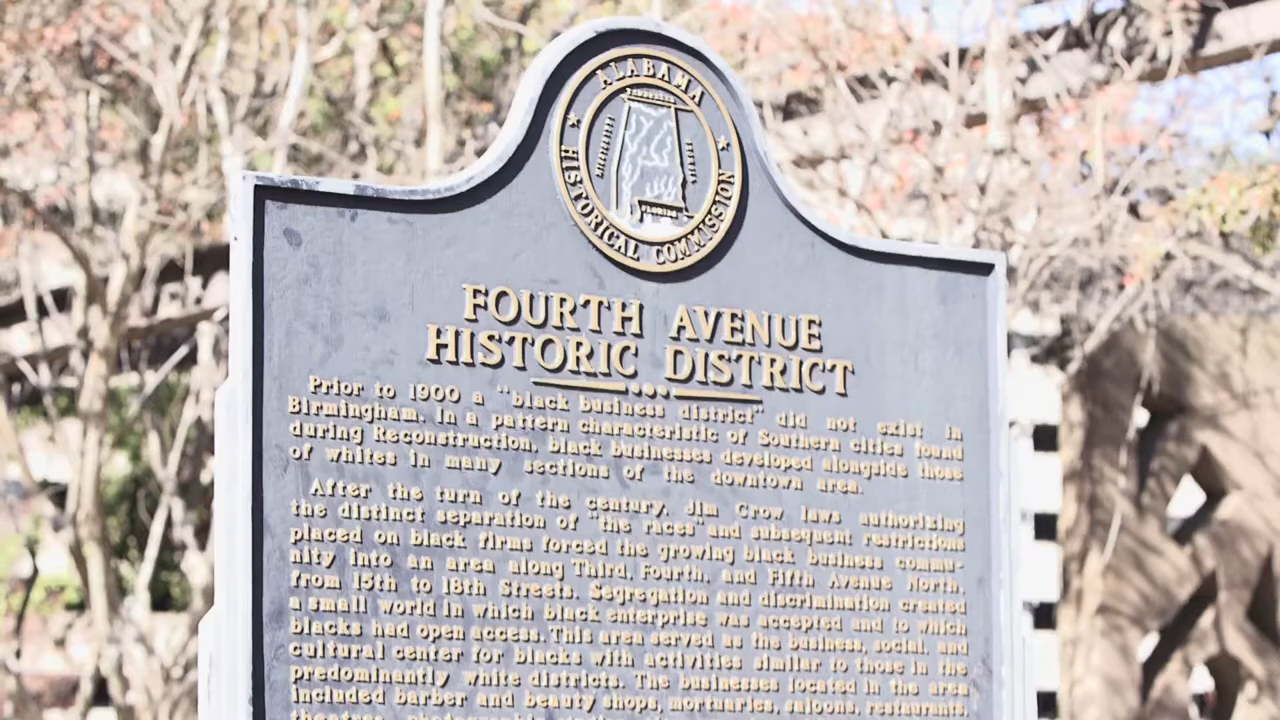 ALABAMA
TENNESSEE
MISSISSIPPI
GEORGIA
FLORIDA
HISTORICAL COMMISSION
FOURTH AVENUE
HISTORIC DISTRICT
Prior to 1900 a "black business district" did not exist in
Birmingham. In a pattern characteristic of Southern cities found
during Reconstruction, black businesses developed alongside those
of whites in many sections of the downtown area.
After the turn of the century, Jim Crow laws authorizing
the distinct separation of "the races" and subsequent restrictions
placed on black firms forced the growing black business commu-
nity into an area along Third, Fourth, and Fifth Avenue North,
from 15th to 18th Streets. Segregation and discrimination created
a small world in which black enterprise was accepted and to which
blacks had open access. This area served as the business, social, and
cultural center for blacks with activities similar to those in the
predominantly white districts. The businesses located in the area
included barber and beauty shops, mortuaries, saloons, restaurants,
theatres, photographic